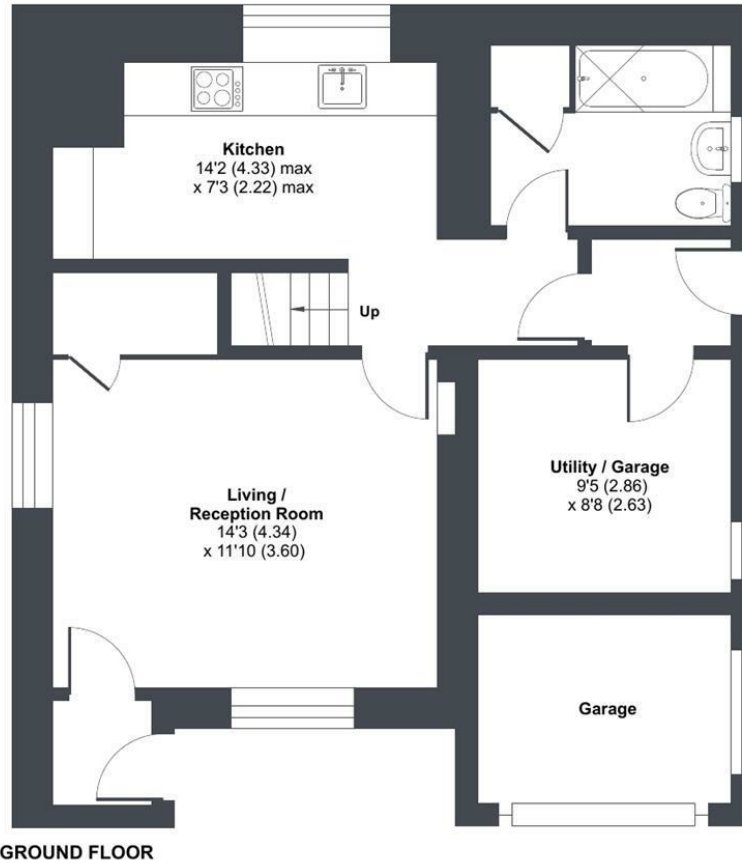 Kitchen
14'2 (4.33) max
x 7'3 (2.22) max
Up
Living /
Reception Room
14'3 (4.34)
x 11'10 (3.60)
Utility / Garage
9'5 (2.86)
x 8'8 (2.63)
Garage
GROUND FLOOR